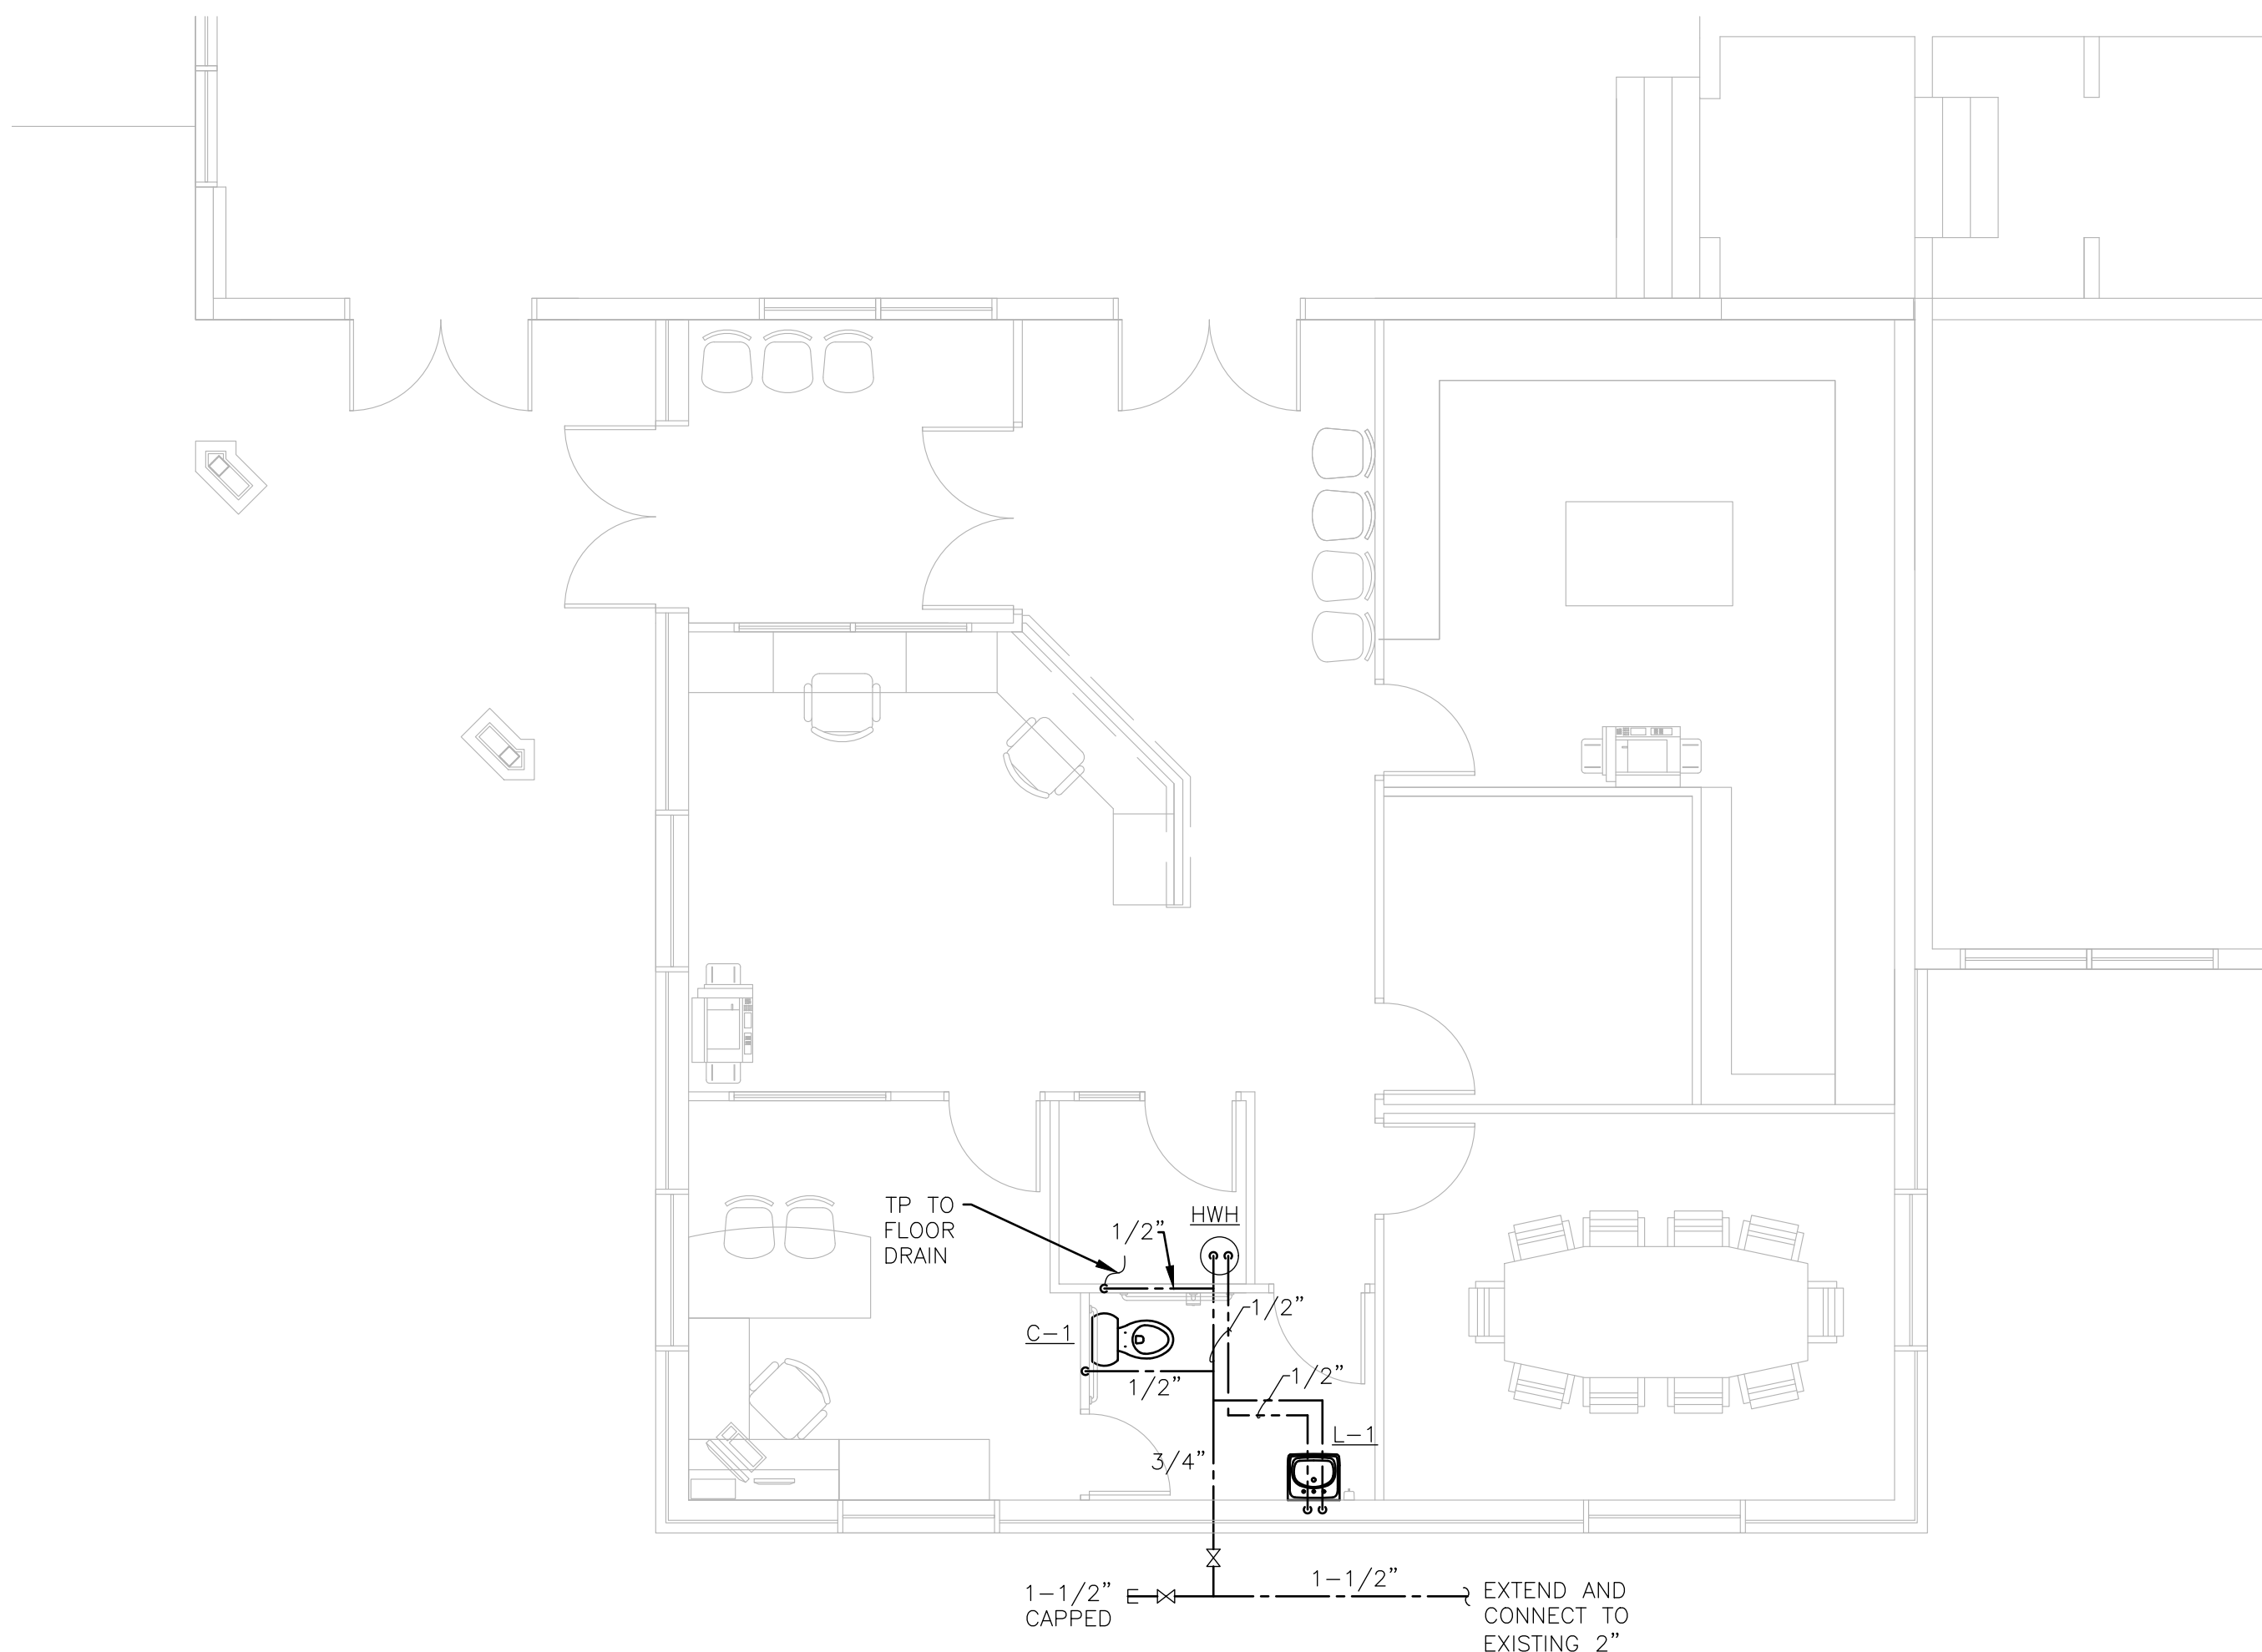 TP TO
FLOOR
DRAIN
1/2”
HWH
1/2”
C-1
1/2”
1/2”
L-1
3/4”
1-1/2”
CAPPED
1-1/2”
EXTEND AND
CONNECT TO
EXISTING 2”